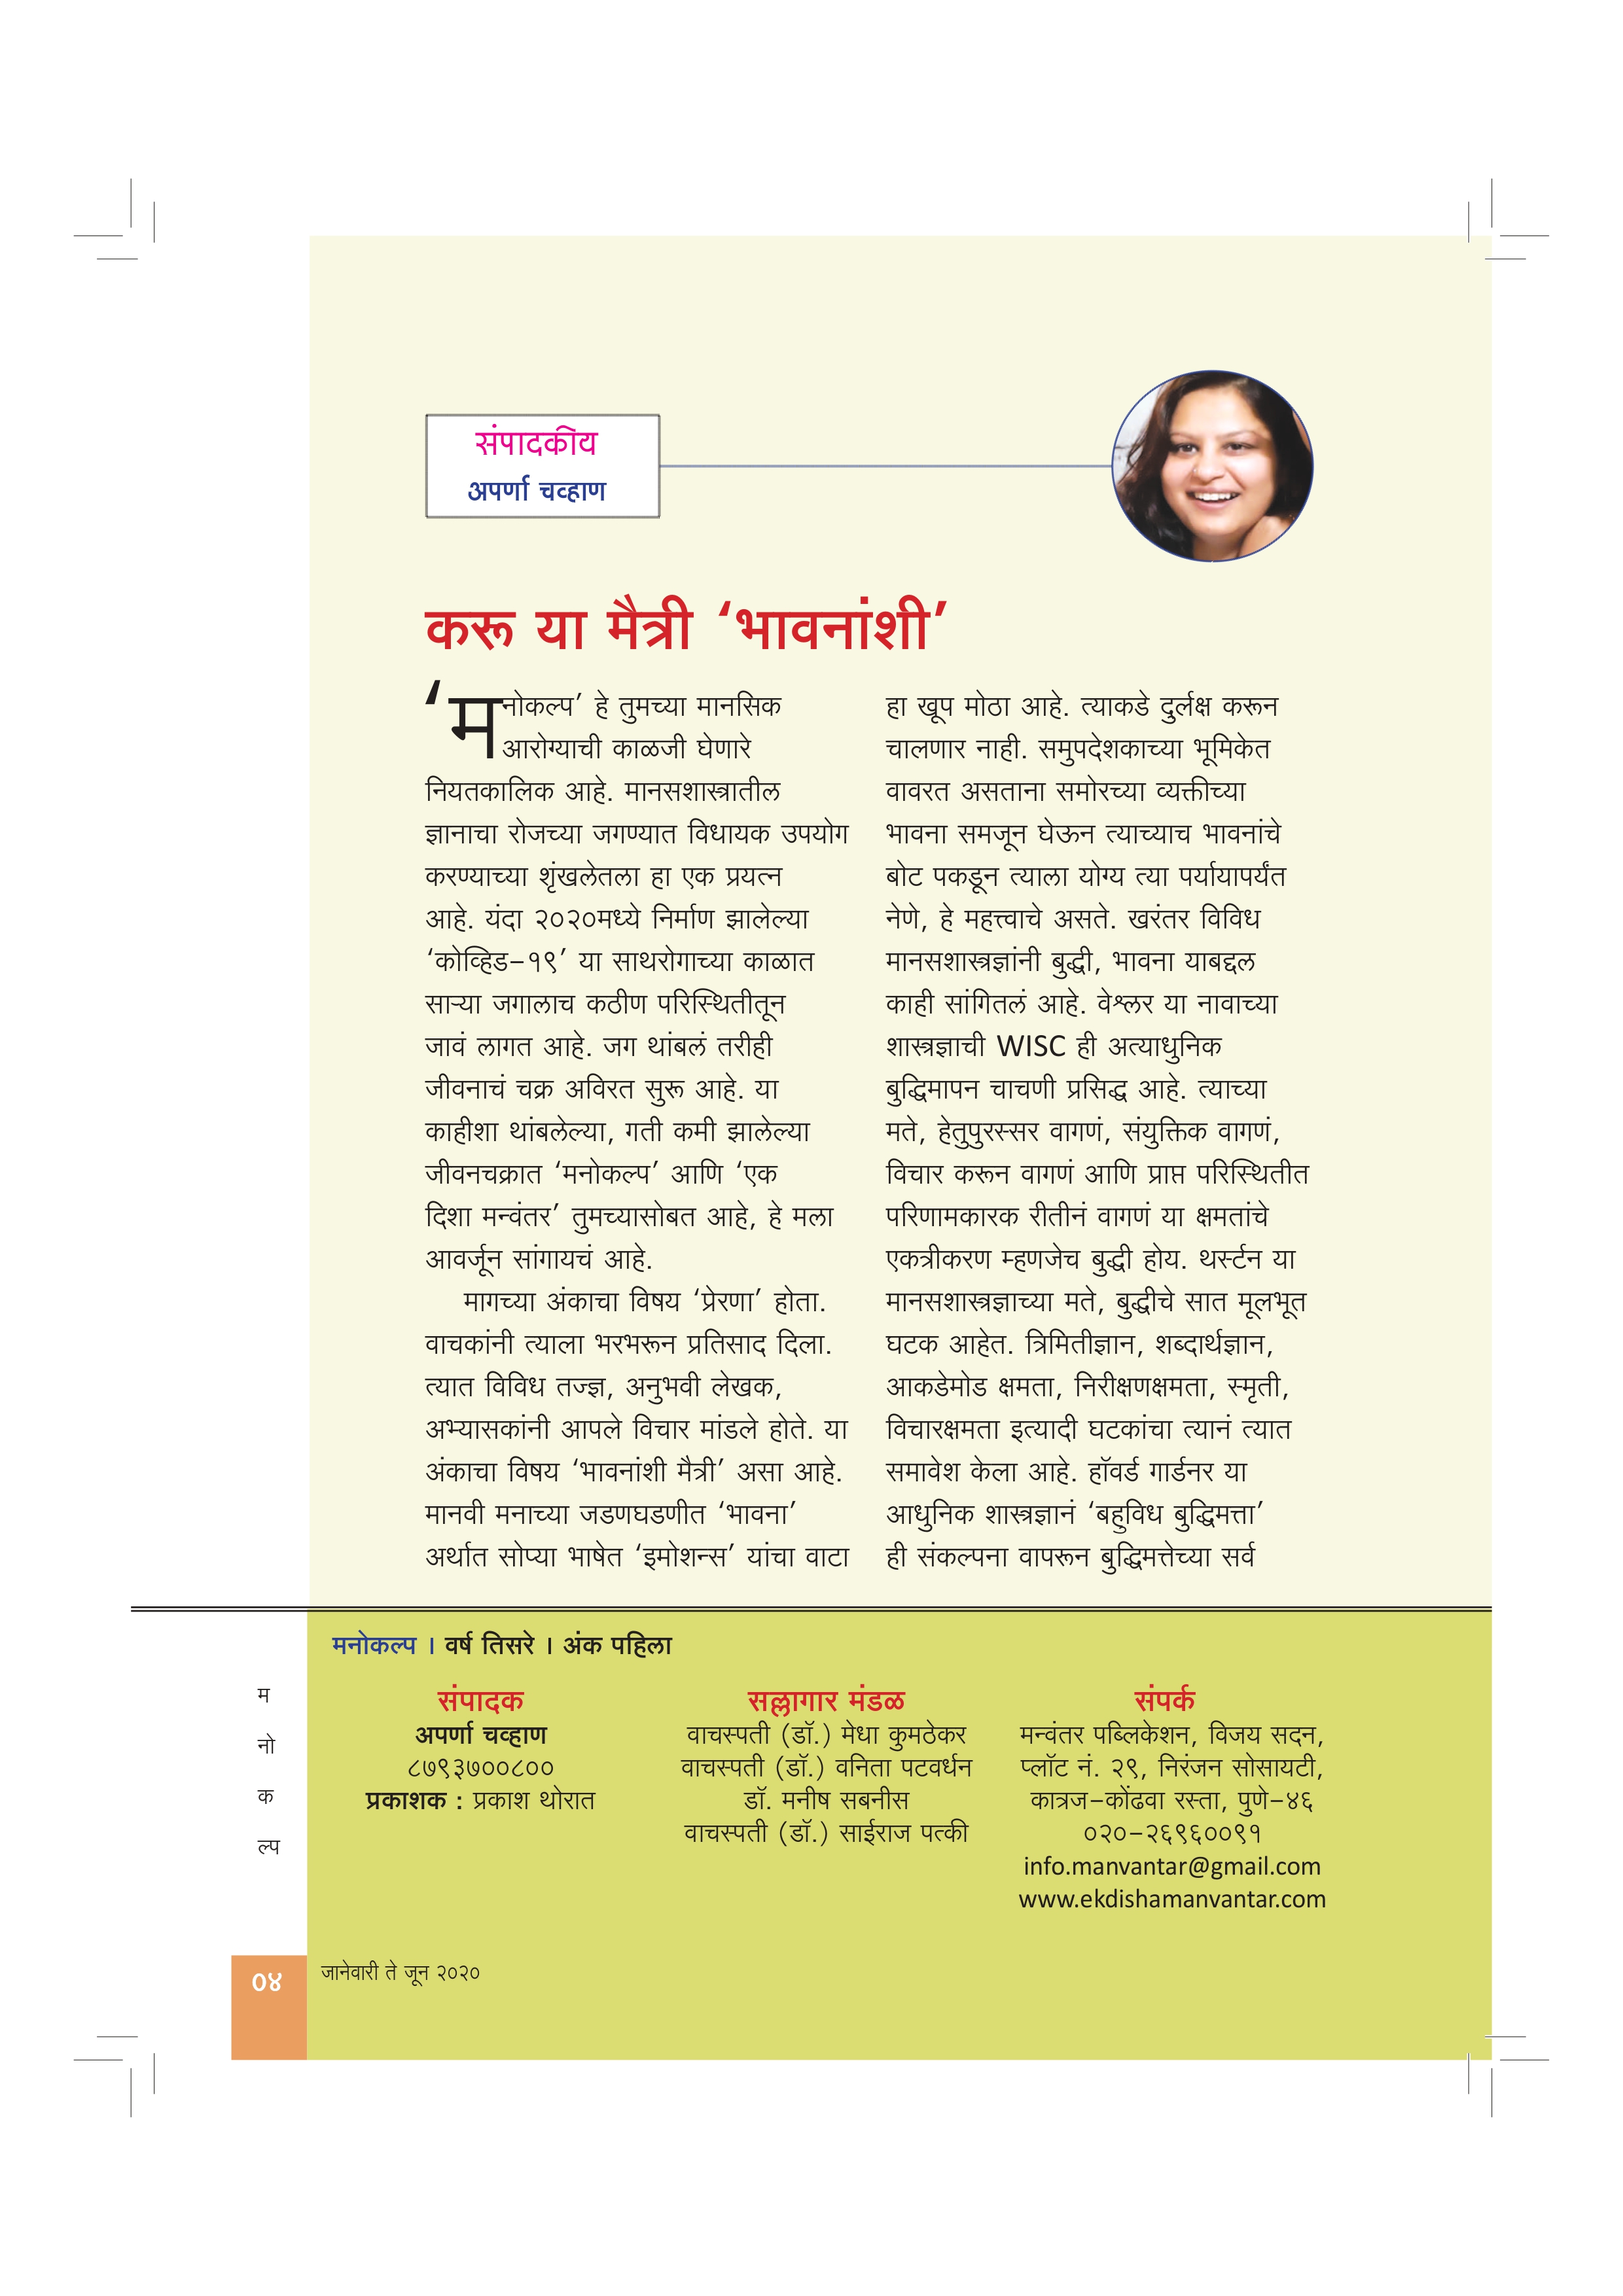 संपादकीय
अपर्णा चव्हाण
करू या मैत्री ‘भावनांशी’
‘मनोकल्प’ हे तुमच्या मानसिक
आरोग्याची काळजी घेणारे
नियतकालिक आहे. मानसशास्त्रातील
ज्ञानाचा रोजच्या जगण्यात विधायक उपयोग
करण्याच्या शृंखलेतला हा एक प्रयत्न
आहे. यंदा २०२०मध्ये निर्माण झालेल्या
‘कोव्हिड-१९’ या साथरोगाच्या काळात
साऱ्या जगालाच कठीण परिस्थितीतून
जावं लागत आहे. जग थांबलं तरीही
जीवनाचं चक्र अविरत सुरू आहे. या
काहीशा थांबलेल्या, गती कमी झालेल्या
जीवनचक्रात ‘मनोकल्प’ आणि ‘एक
दिशा मन्वंतर’ तुमच्यासोबत आहे, हे मला
आवर्जून सांगायचं आहे.
मागच्या अंकाचा विषय ‘प्रेरणा’ होता.
वाचकांनी त्याला भरभरून प्रतिसाद दिला.
त्यात विविध तज्ज्ञ, अनुभवी लेखक,
अभ्यासकांनी आपले विचार मांडले होते. या
अंकाचा विषय ‘भावनांशी मैत्री’ असा आहे.
मानवी मनाच्या जडणघडणीत ‘भावना’
अर्थात सोप्या भाषेत ‘इमोशन्स’ यांचा वाटा
हा खूप मोठा आहे. त्याकडे दुर्लक्ष करून
चालणार नाही. समुपदेशकाच्या भूमिकेत
वावरत असताना समोरच्या व्यक्तीच्या
भावना समजून घेऊन त्याच्याच भावनांचे
बोट पकडून त्याला योग्य त्या पर्यायापर्यंत
नेणे, हे महत्त्वाचे असते. खरंतर विविध
मानसशास्त्रज्ञांनी बुद्धी, भावना याबद्दल
काही सांगितलं आहे. वेश्लर या नावाच्या
शास्त्रज्ञाची WISC ही अत्याधुनिक
बुद्धिमापन चाचणी प्रसिद्ध आहे. त्याच्या
मते, हेतुपुरस्सर वागणं, संयुक्तिक वागणं,
विचार करून वागणं आणि प्राप्त परिस्थितीत
परिणामकारक रीतीनं वागणं या क्षमतांचे
एकत्रीकरण म्हणजेच बुद्धी होय. थर्स्टन या
मानसशास्त्रज्ञाच्या मते, बुद्धीचे सात मूलभूत
घटक आहेत. त्रिमितीज्ञान, शब्दार्थज्ञान,
आकडेमोड क्षमता, निरीक्षणक्षमता, स्मृती,
विचारक्षमता इत्यादी घटकांचा त्यानं त्यात
समावेश केला आहे. हॉवर्ड गार्डनर या
आधुनिक शास्त्रज्ञानं ‘बहुविध बुद्धिमत्ता’
ही संकल्पना वापरून बुद्धिमत्तेच्या सर्व
मनोकल्प । वर्ष तिसरे । अंक पहिला
संपादक
अपर्णा चव्हाण
८७९३७००८००
प्रकाशक : प्रकाश थोरात
सल्लागार मंडळ
वाचस्पती (डॉ.) मेधा कुमठेकर
वाचस्पती (डॉ.) वनिता पटवर्धन
डॉ. मनीष सबनीस
वाचस्पती (डॉ.) साईराज पत्की
संपर्क
मन्वंतर पब्लिकेशन, विजय सदन,
प्लॉट नं. २९, निरंजन सोसायटी,
कात्रज-कोंढवा रस्ता, पुणे-४६
०२०-२६९६००९१
info.manvantar@gmail.com
www.ekdishamanvantar.com
म
नो
क
ल्प
०४
जानेवारी ते जून २०२०